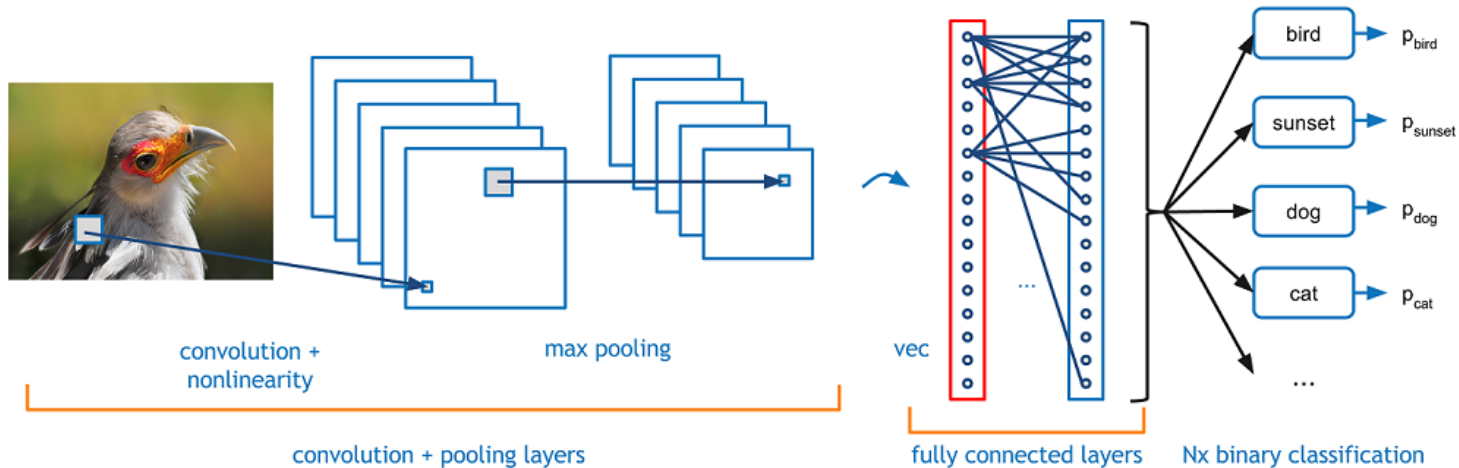 convolution +
nonlinearity
max pooling
convolution + pooling layers
vec
...
fully connected layers
bird
p_bird
sunset
p_sunset
dog
p_dog
cat
p_cat
...
Nx binary classification